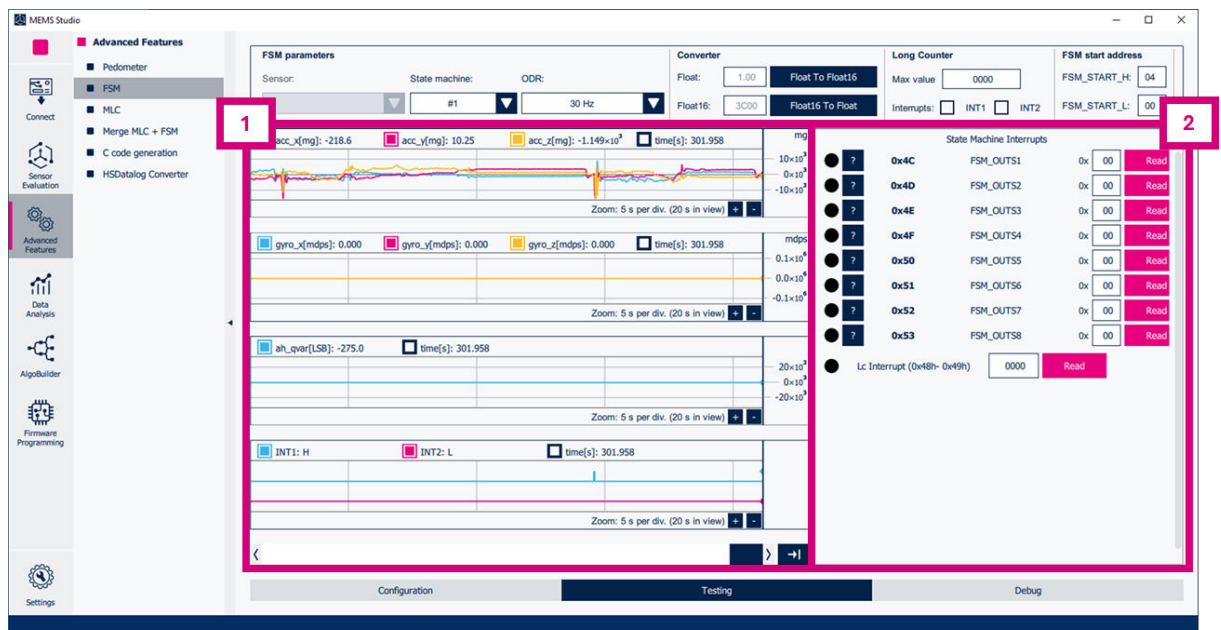 MEMS Studio
Connect
Sensor
Evaluation
Advanced
Features
Data
Analysis
AlgoBuilder
Firmware
Programming
Settings
Advanced Features
Pedometer
FSM
MLC
Merge MLC + FSM
C code generation
HSDatalog Converter
FSM parameters
Sensor:
State machine:
ODR:
#1
30 Hz
Converter
Float: 1.00 Float To Float16
Float16: 3C00 Float16 To Float
Long Counter
Max value 0000
Interrupts: INT1 INT2
FSM start address
FSM_START_H: 04
FSM_START_L: 00
1
acc_x[mg]: -218.6 acc_y[mg]: 10.25 acc_z[mg]: -1.149×10³ time[s]: 301.958 mg
10×10³
0×10³
-10×10³
Zoom: 5 s per div. (20 s in view) + -
gyro_x[mdps]: 0.000 gyro_y[mdps]: 0.000 gyro_z[mdps]: 0.000 time[s]: 301.958 mdps
0.1×10⁶
0.0×10⁶
-0.1×10⁶
Zoom: 5 s per div. (20 s in view) + -
ah_qvar[LSB]: -275.0 time[s]: 301.958
20×10³
0×10³
-20×10³
Zoom: 5 s per div. (20 s in view) + -
INT1: H INT2: L time[s]: 301.958
Zoom: 5 s per div. (20 s in view) + -
2
State Machine Interrupts
? 0x4C FSM_OUTS1 0x 00 Read
? 0x4D FSM_OUTS2 0x 00 Read
? 0x4E FSM_OUTS3 0x 00 Read
? 0x4F FSM_OUTS4 0x 00 Read
? 0x50 FSM_OUTS5 0x 00 Read
? 0x51 FSM_OUTS6 0x 00 Read
? 0x52 FSM_OUTS7 0x 00 Read
? 0x53 FSM_OUTS8 0x 00 Read
Lc Interrupt (0x48h- 0x49h) 0000 Read
Configuration
Testing
Debug